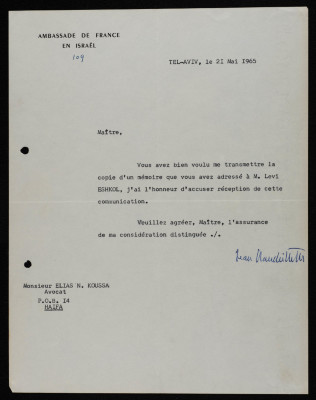 AMBASSADE DE FRANCE
EN ISRAËL
109
TEL-AVIV, le 21 Mai 1965
Maître,
Vous avez bien voulu me transmettre la
copie d'un mémoire que vous avez adressé à M. Levi
ESHKOL, j'ai l'honneur d'accuser réception de cette
communication.
Veuillez agréer, Maître, l'assurance
de ma considération distinguée ./.
Jean
Monsieur ELIAS N. KOUSSA
Avocat
P.O.B. 14
HAIFA